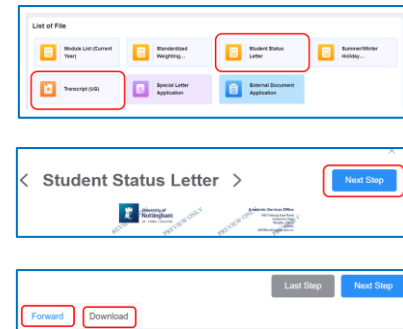 List of File
Module List (Current Year)
Standardized Weighting...
Student Status Letter
Summer/Winter Holiday...
Transcript (UG)
Special Letter Application
External Document Application
< Student Status Letter >
Next Step
University of Nottingham
PREVIEW ONLY
PREVIEW ONLY
Academic Services Office
Last Step
Next Step
Forward
Download